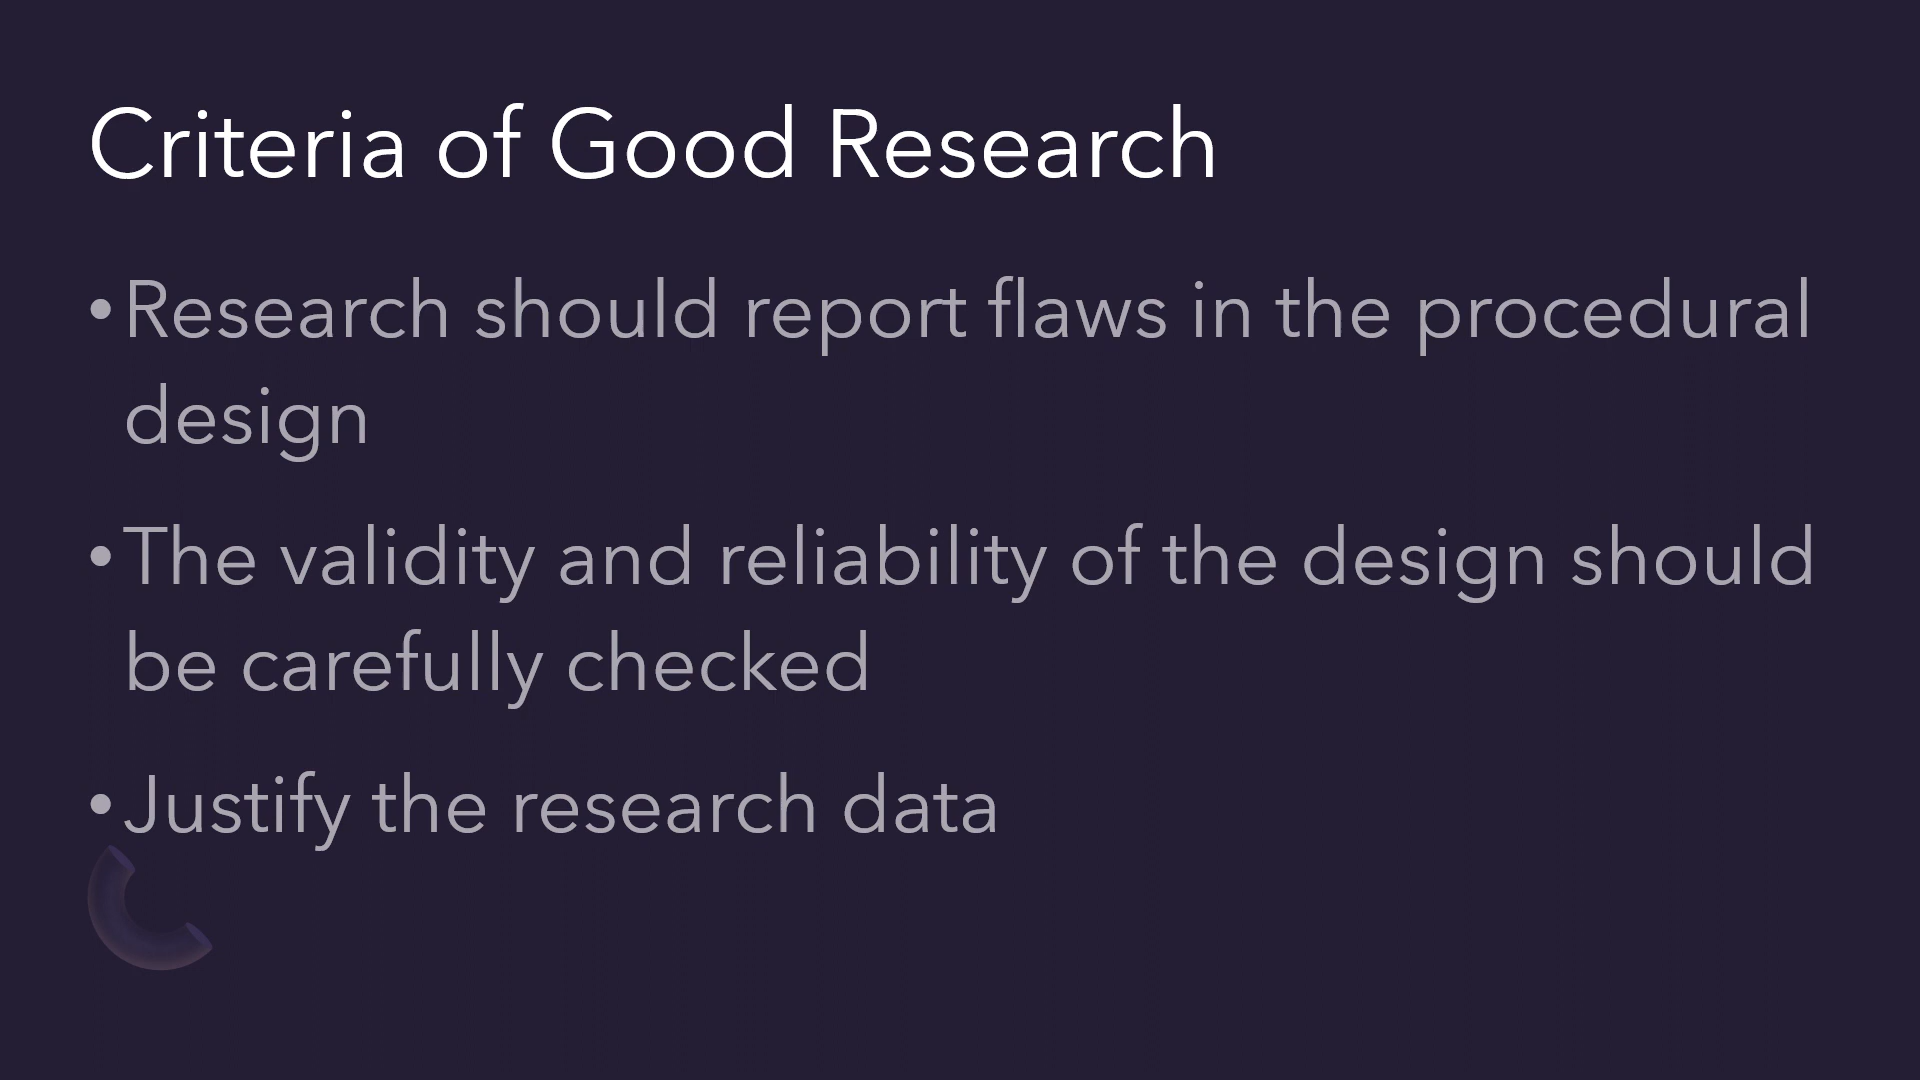 Criteria of Good Research
•Research should report flaws in the procedural
design
•The validity and reliability of the design should
be carefully checked
•Justify the research data